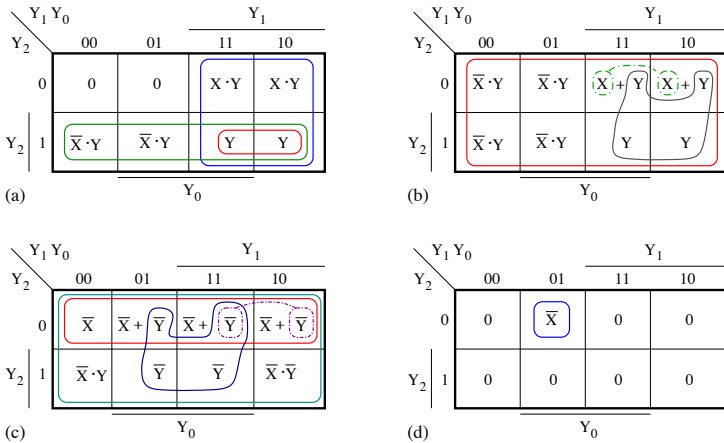 Y₁ Y₀ Y₁
Y₂ 00 01 11 10
0 0 0 X·Y X·Y
Y₂ 1 X̅·Y X̅·Y Y Y
(a) Y₀
Y₁ Y₀ Y₁
Y₂ 00 01 11 10
0 X̅·Y X̅·Y X + Y X + Y
Y₂ 1 X̅·Y X̅·Y Y Y
(b) Y₀
Y₁ Y₀ Y₁
Y₂ 00 01 11 10
0 X̅ X̅ + Y̅ X̅ + Y̅ X̅ + Y̅
Y₂ 1 X̅·Y Y̅ Y̅ X̅·Y̅
(c) Y₀
Y₁ Y₀ Y₁
Y₂ 00 01 11 10
0 0 X̅ 0 0
Y₂ 1 0 0 0 0
(d) Y₀